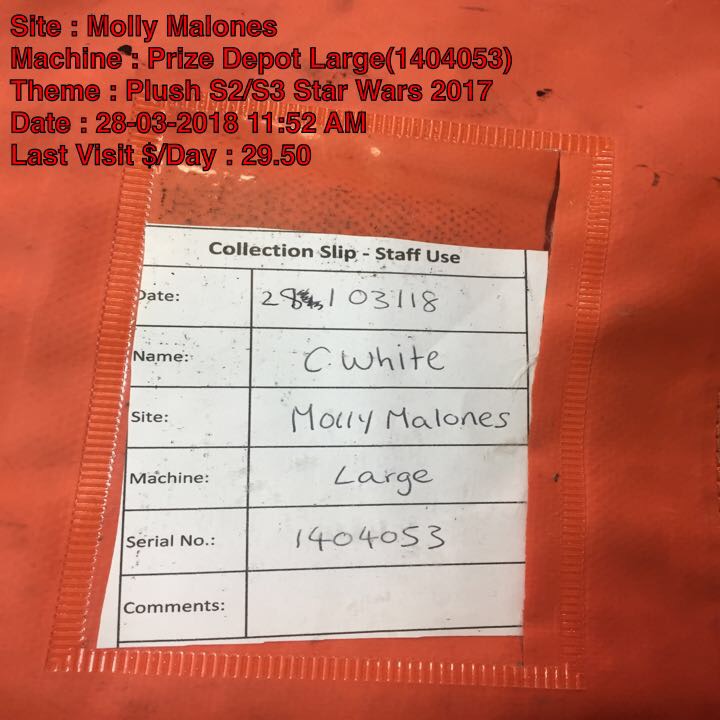 Site : Molly Malones
Machine : Prize Depot Large(1404053)
Theme : Plush S2/S3 Star Wars 2017
Date : 28-03-2018 11:52 AM
Last Visit $/Day : 29.50
Collection Slip - Staff Use
Date: 28/03/18
Name: C White
Site: Molly Malones
Machine: Large
Serial No.: 1404053
Comments: